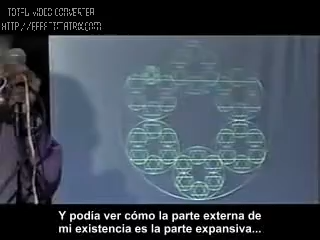 TOTAL VIDEO CONVERTER
HTTP://EFFECTMATRIX.COM
Y podía ver cómo la parte externa de
mi existencia es la parte expansiva...